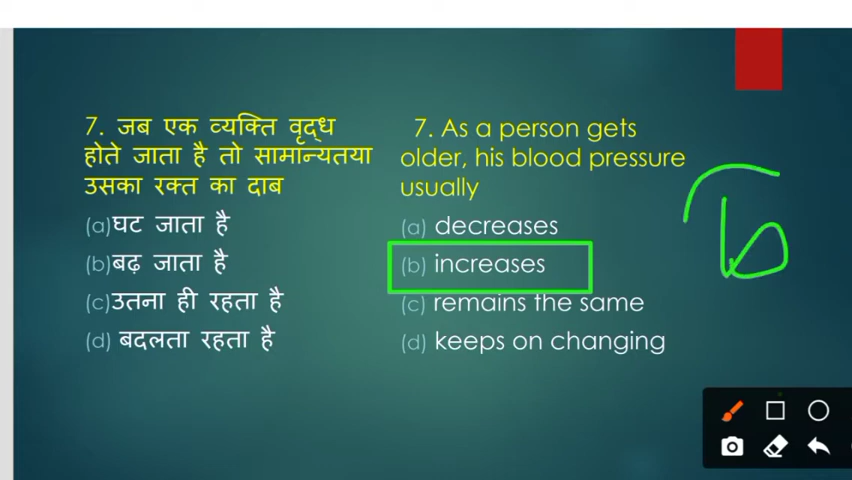 7. जब एक व्यक्ति वृद्ध
होते जाता है तो सामान्यतया
उसका रक्त का दाब
(a)घट जाता है
(b)बढ़ जाता है
(c)उतना ही रहता है
(d) बदलता रहता है
7. As a person gets
older, his blood pressure
usually
(a) decreases
(b) increases
(c) remains the same
(d) keeps on changing
b